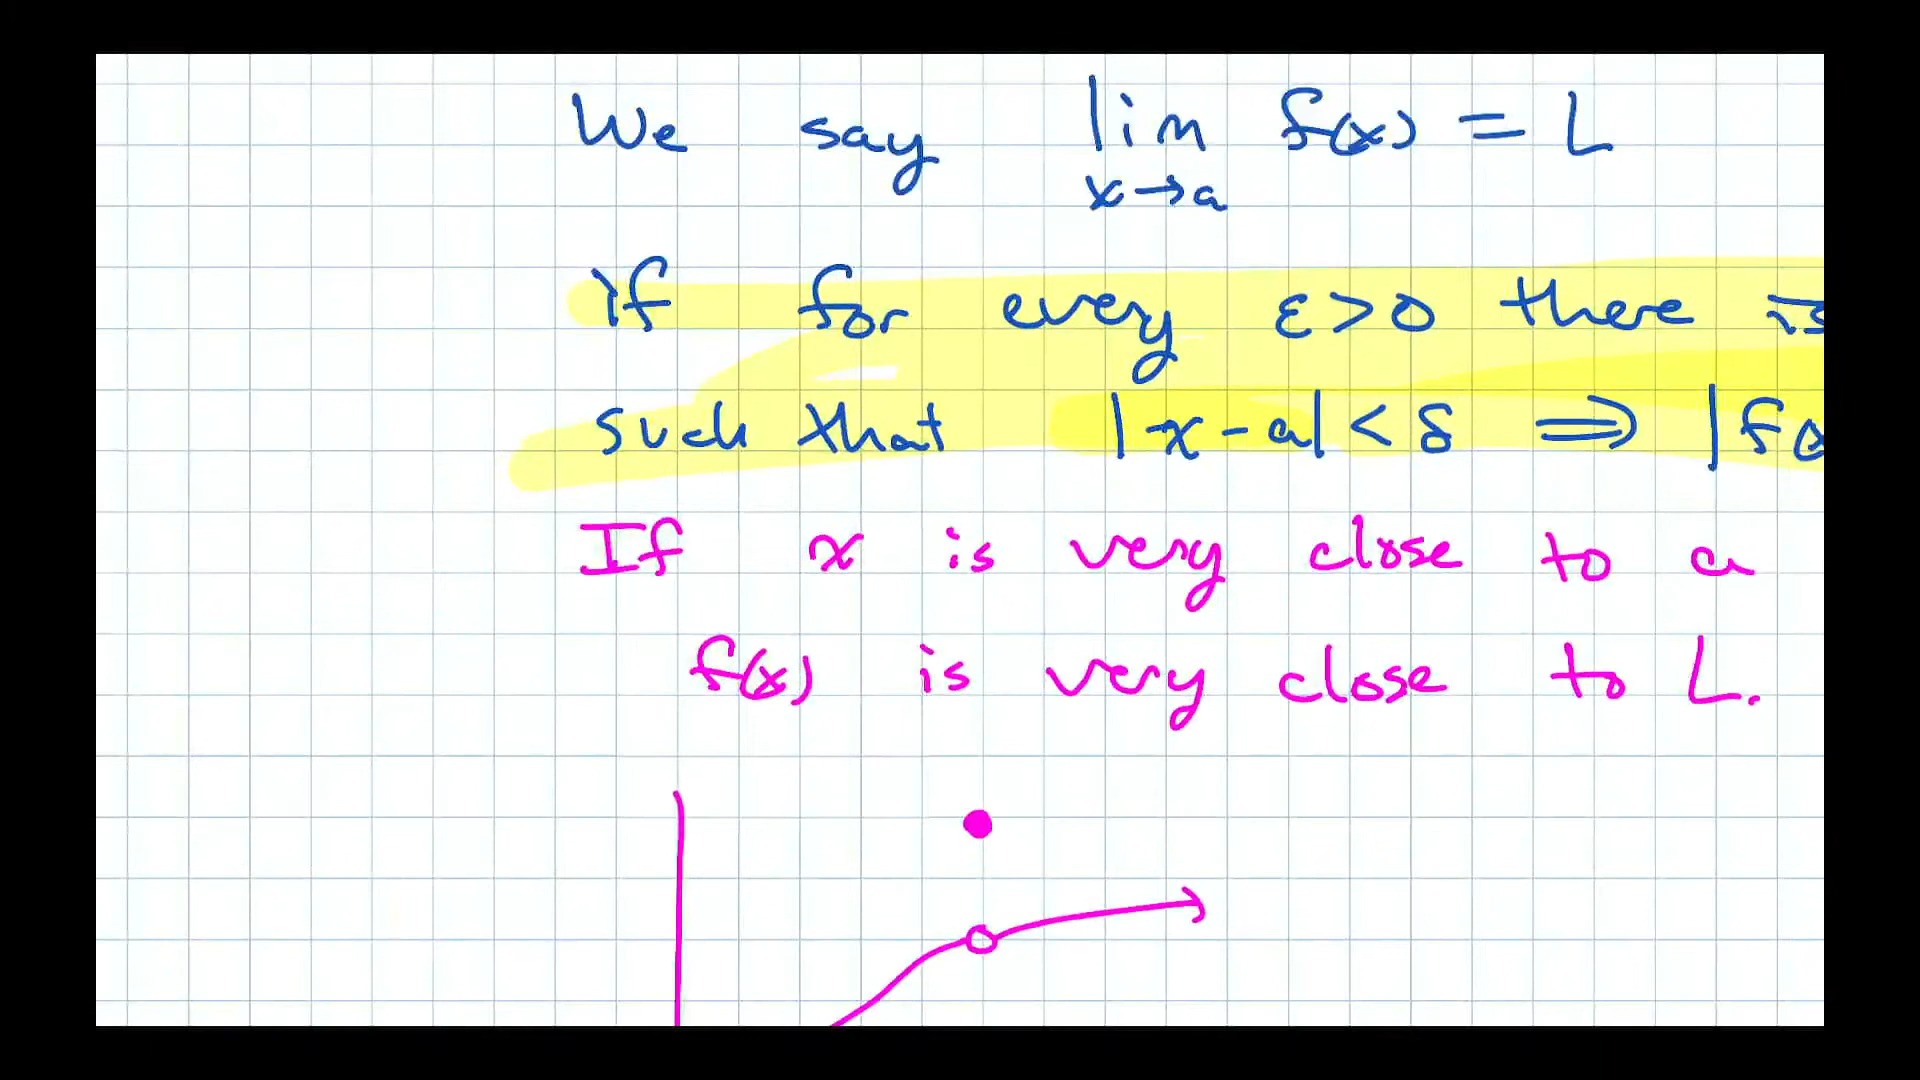 We say lim f(x) = L
x→a
if for every ε>0 there is
such that |x-a|<δ ⟹ |f(x
If x is very close to a
f(x) is very close to L.